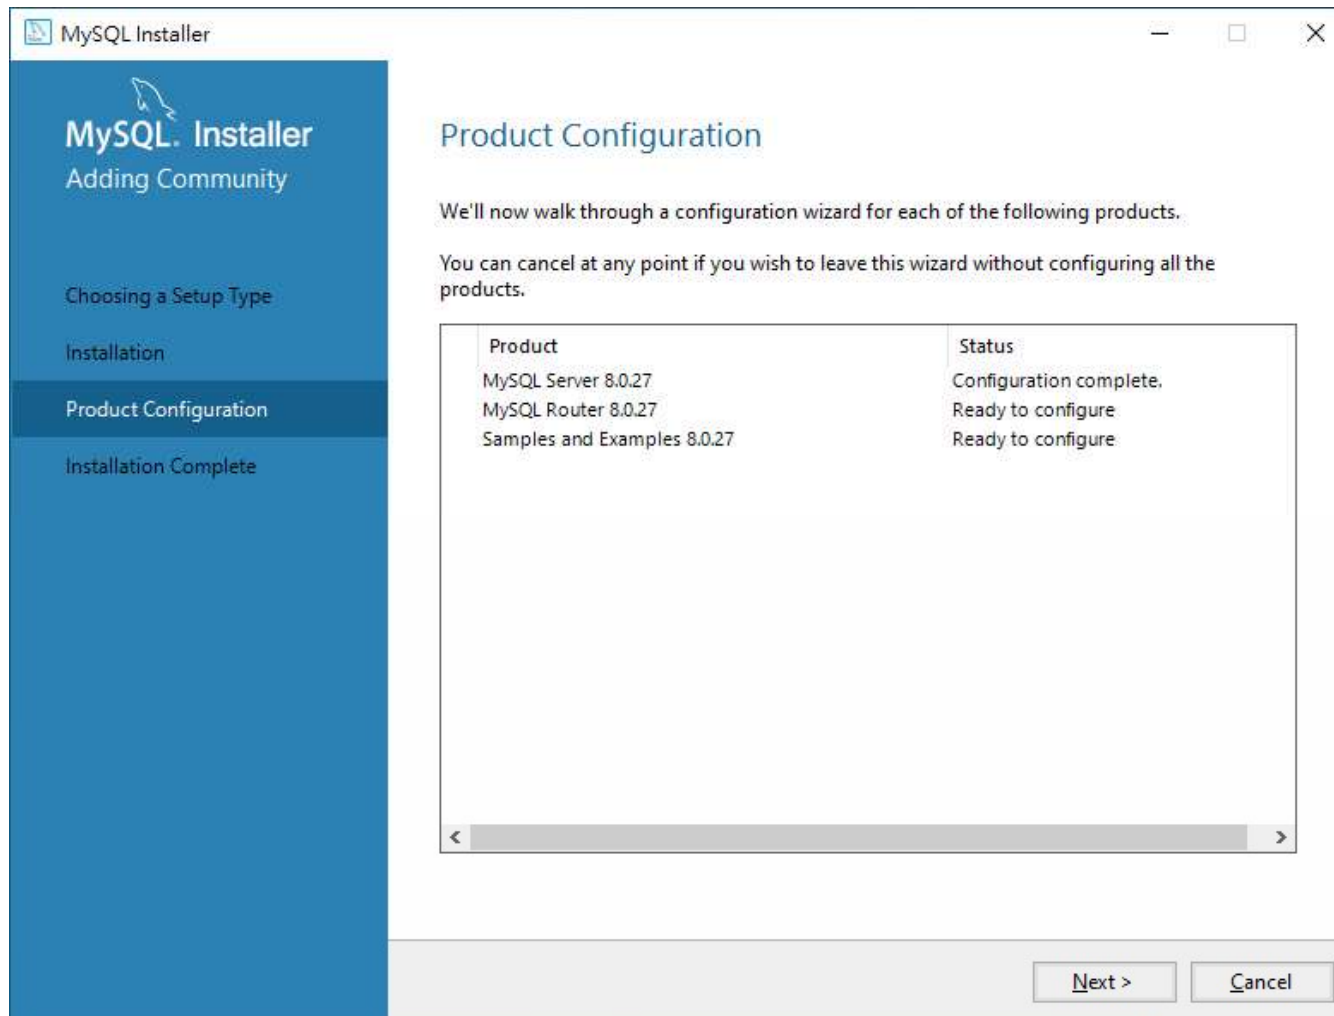 MySQL Installer
MySQL. Installer
Adding Community
Choosing a Setup Type
Installation
Product Configuration
Installation Complete
Product Configuration
We'll now walk through a configuration wizard for each of the following products.
You can cancel at any point if you wish to leave this wizard without configuring all the
products.
Product Status
MySQL Server 8.0.27 Configuration complete.
MySQL Router 8.0.27 Ready to configure
Samples and Examples 8.0.27 Ready to configure
Next > Cancel